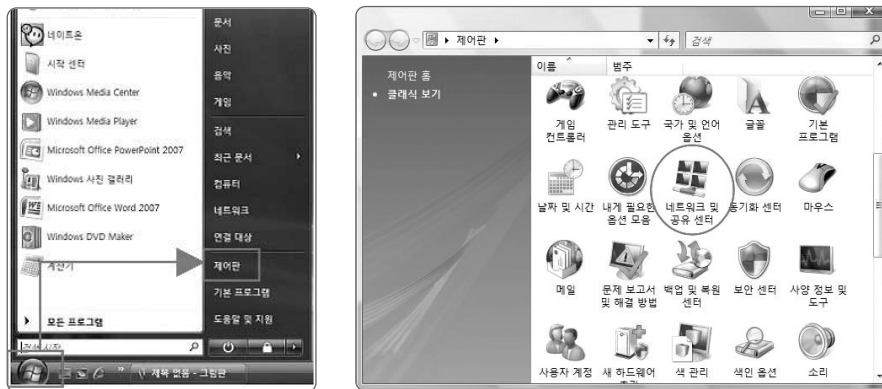 네이트온
시작 센터
Windows Media Center
Windows Media Player
Microsoft Office PowerPoint 2007
Windows 사진 갤러리
Microsoft Office Word 2007
Windows DVD Maker
계산기
모든 프로그램
검색 시작
문서
사진
음악
게임
검색
최근 문서
컴퓨터
네트워크
연결 대상
제어판
기본 프로그램
도움말 및 지원
제목 없음 - 그림판
제어판
검색
제어판 홈
클래식 보기
이름 범주
게임
컨트롤러
관리 도구
국가 및 언어
옵션
글꼴
기본
프로그램
날짜 및 시간
내게 필요한
옵션 모음
네트워크 및
공유 센터
동기화 센터
마우스
메일
문제 보고서
및 해결 방법
백업 및 복원
센터
보안 센터
사양 정보 및
도구
사용자 계정
새 하드웨어
색 관리
색인 옵션
소리